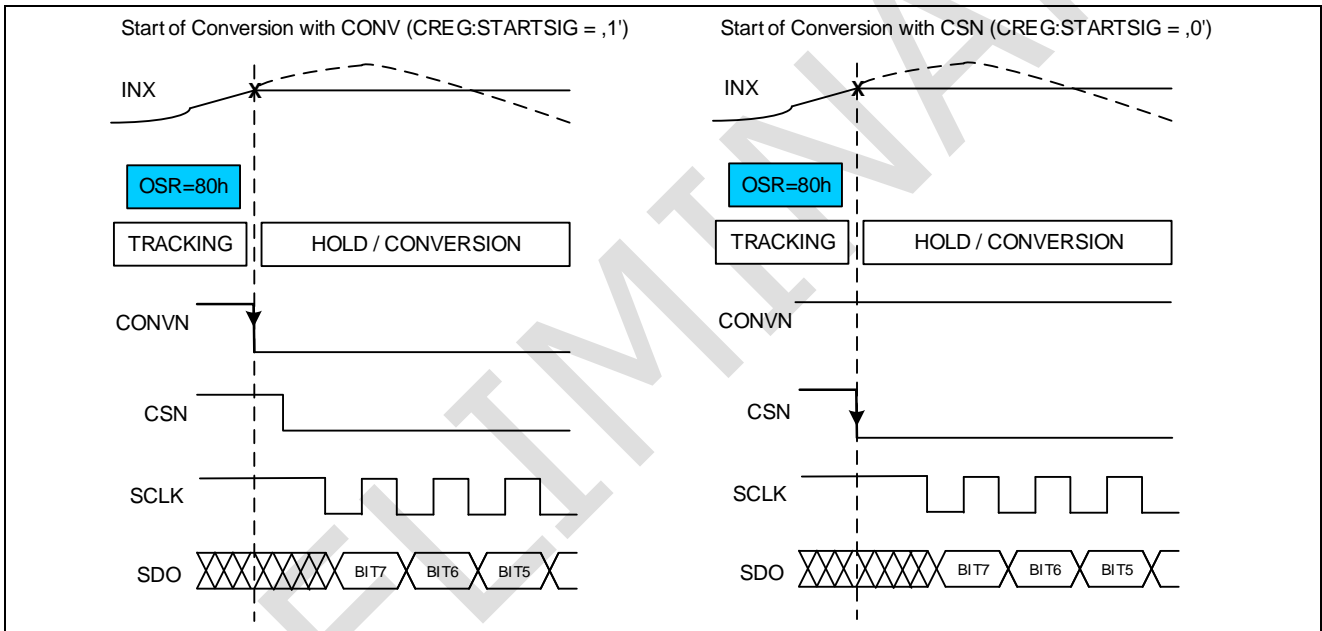 Start of Conversion with CONV (CREG:STARTSIG = ‚1')
INX
OSR=80h
TRACKING
HOLD / CONVERSION
CONVN
CSN
SCLK
SDO
BIT7
BIT6
BIT5
Start of Conversion with CSN (CREG:STARTSIG = ‚0')
INX
OSR=80h
TRACKING
HOLD / CONVERSION
CONVN
CSN
SCLK
SDO
BIT7
BIT6
BIT5
ELIMINA